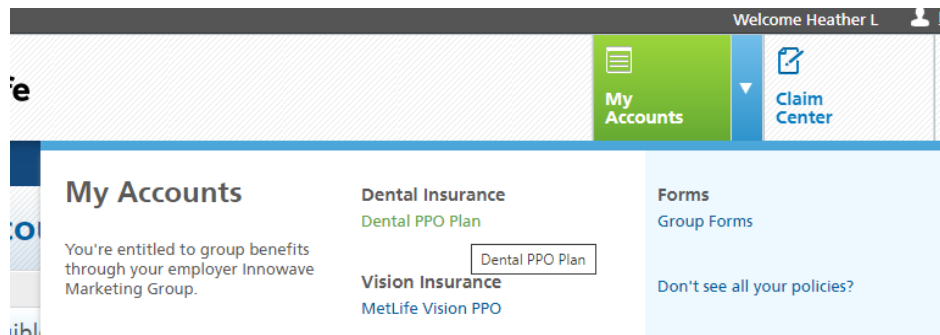 Welcome Heather L
fe
My
Accounts
Claim
Center
My Accounts
You're entitled to group benefits
through your employer Innowave
Marketing Group.
Dental Insurance
Dental PPO Plan
Dental PPO Plan
Vision Insurance
MetLife Vision PPO
Forms
Group Forms
Don't see all your policies?